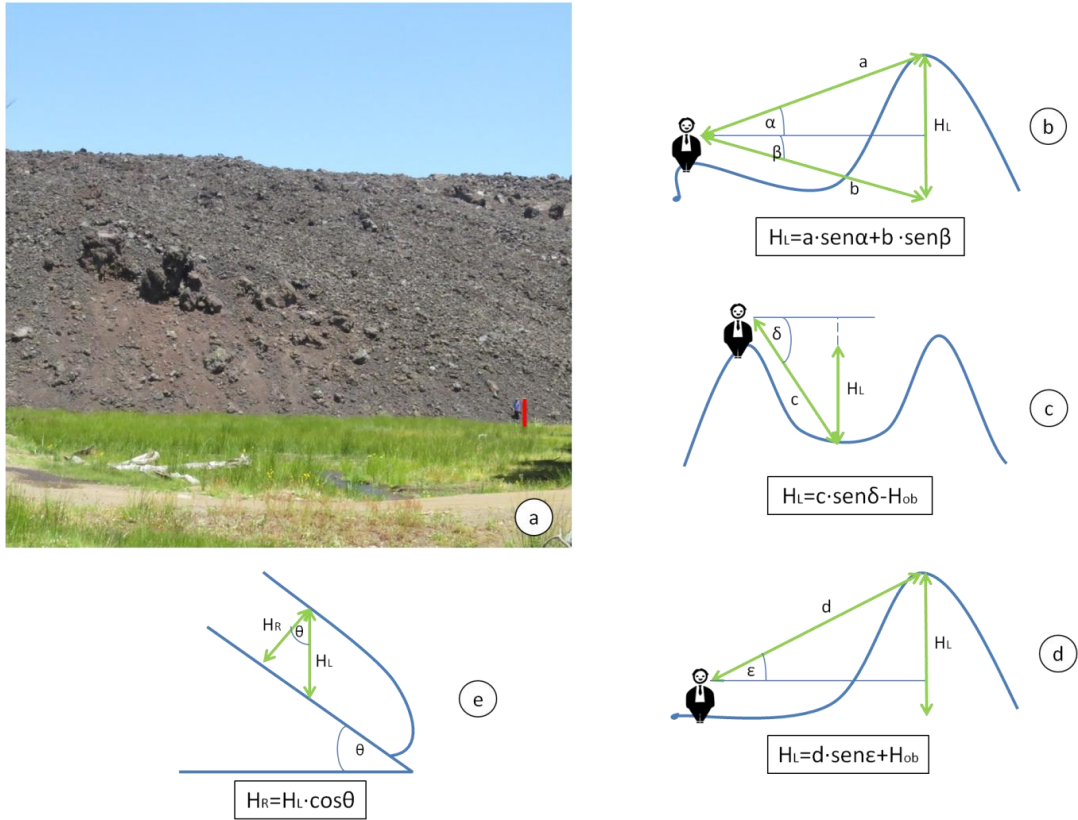 a
a
α
β
b
HL
b
HL=a·senα+b ·senβ
δ
c
HL
c
HL=c·senδ-Hob
d
ε
HL
d
HL=d·senε+Hob
HR
θ
HL
θ
e
HR=HL·cosθ